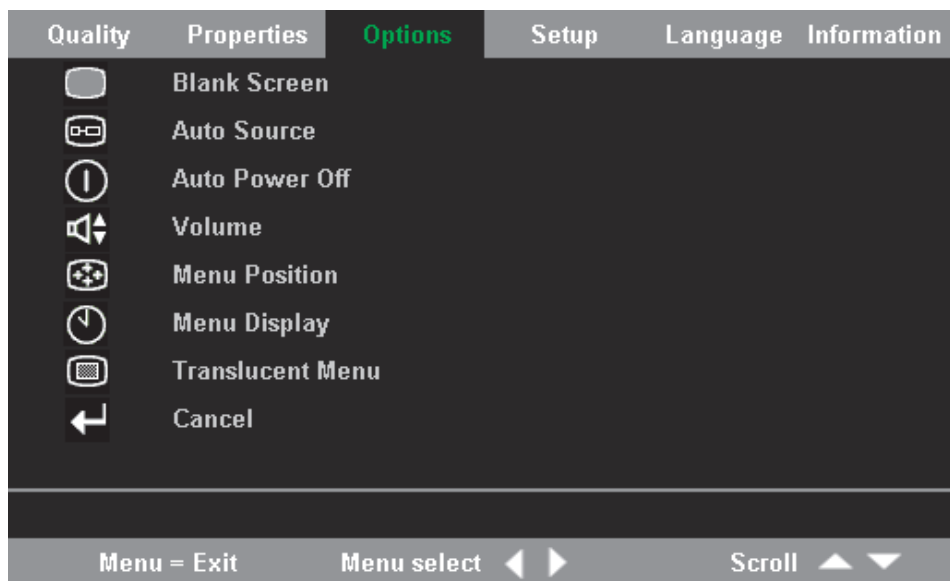 Quality Properties Options Setup Language Information
Blank Screen
Auto Source
Auto Power Off
Volume
Menu Position
Menu Display
Translucent Menu
Cancel
Menu = Exit Menu select Scroll